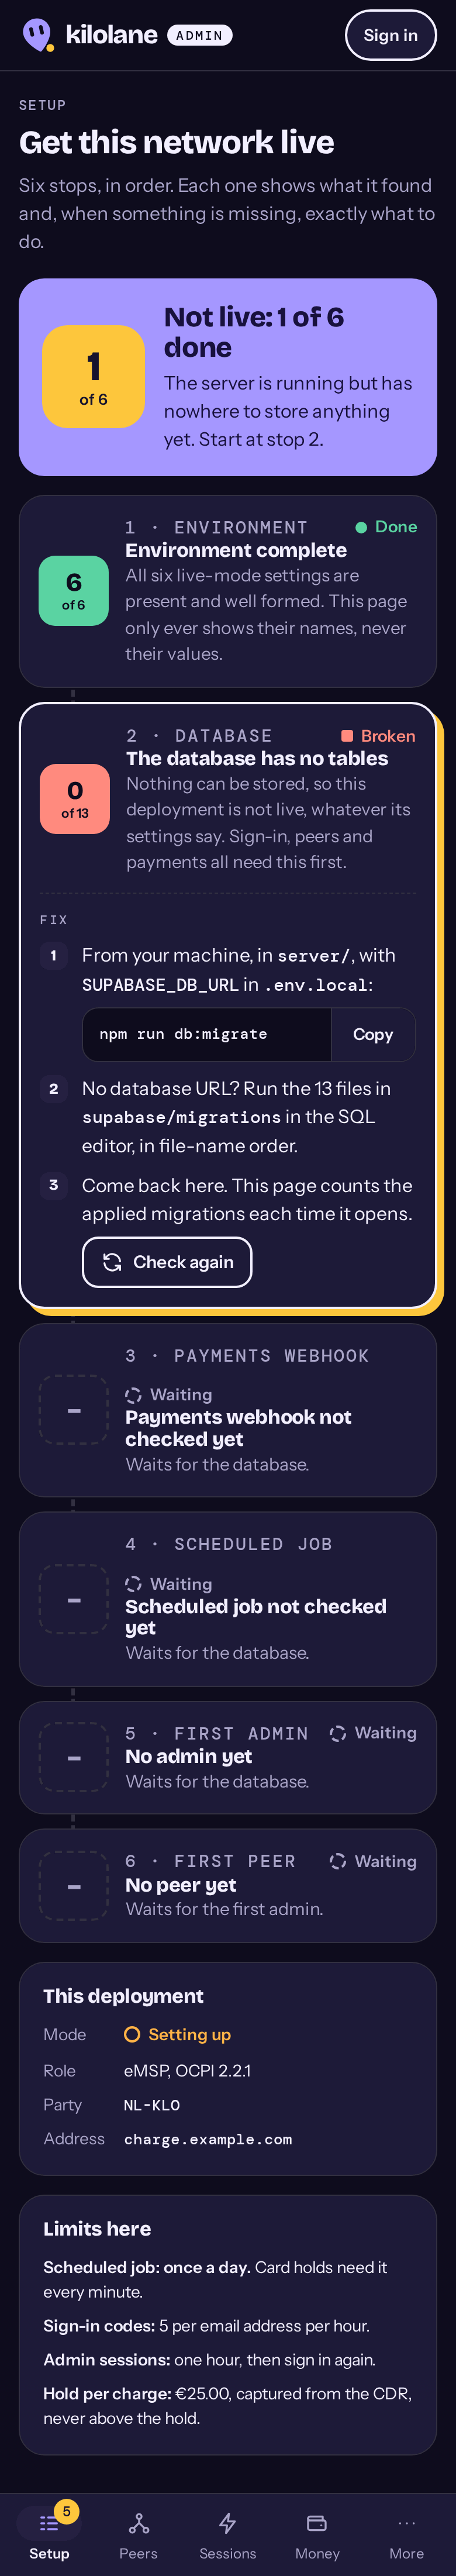 kilolane ADMIN
Sign in
SETUP
Get this network live
Six stops, in order. Each one shows what it found
and, when something is missing, exactly what to
do.
1
of 6
Not live: 1 of 6
done
The server is running but has
nowhere to store anything
yet. Start at stop 2.
1 · ENVIRONMENT
Done
6
of 6
Environment complete
All six live-mode settings are
present and well formed. This page
only ever shows their names, never
their values.
2 · DATABASE
Broken
0
of 13
The database has no tables
Nothing can be stored, so this
deployment is not live, whatever its
settings say. Sign-in, peers and
payments all need this first.
FIX
1 From your machine, in server/, with
SUPABASE_DB_URL in .env.local:
npm run db:migrate
Copy
2 No database URL? Run the 13 files in
supabase/migrations in the SQL
editor, in file-name order.
3 Come back here. This page counts the
applied migrations each time it opens.
Check again
3 · PAYMENTS WEBHOOK
Waiting
–
Payments webhook not
checked yet
Waits for the database.
4 · SCHEDULED JOB
Waiting
–
Scheduled job not checked
yet
Waits for the database.
5 · FIRST ADMIN
Waiting
–
No admin yet
Waits for the database.
6 · FIRST PEER
Waiting
–
No peer yet
Waits for the first admin.
This deployment
Mode Setting up
Role eMSP, OCPI 2.2.1
Party NL-KLO
Address charge.example.com
Limits here
Scheduled job: once a day. Card holds need it
every minute.
Sign-in codes: 5 per email address per hour.
Admin sessions: one hour, then sign in again.
Hold per charge: €25.00, captured from the CDR,
never above the hold.
5
Setup
Peers
Sessions
Money
More